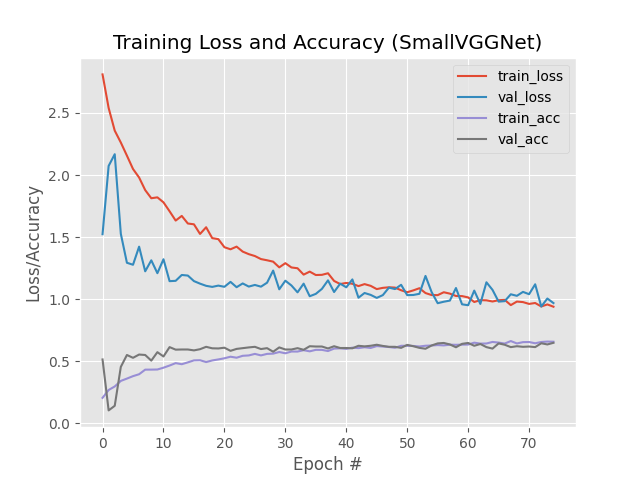 Training Loss and Accuracy (SmallVGGNet)
train_loss
val_loss
train_acc
val_acc
Loss/Accuracy
2.5
2.0
1.5
1.0
0.5
0.0
0 10 20 30 40 50 60 70
Epoch #